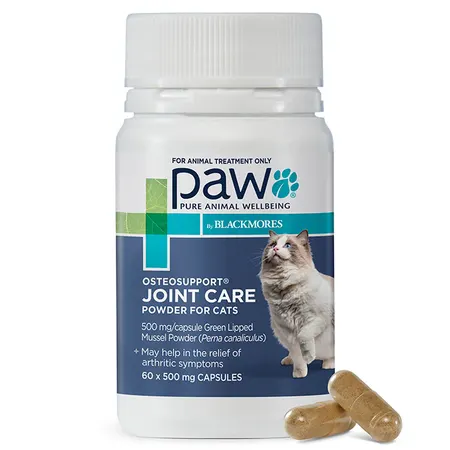 FOR ANIMAL TREATMENT ONLY
paw
PURE ANIMAL WELLBEING
By BLACKMORES
OSTEOSUPPORT®
JOINT CARE
POWDER FOR CATS
500 mg/capsule Green Lipped
Mussel Powder (Perna canaliculus)
+ May help in the relief of
arthritic symptoms
60 x 500 mg CAPSULES